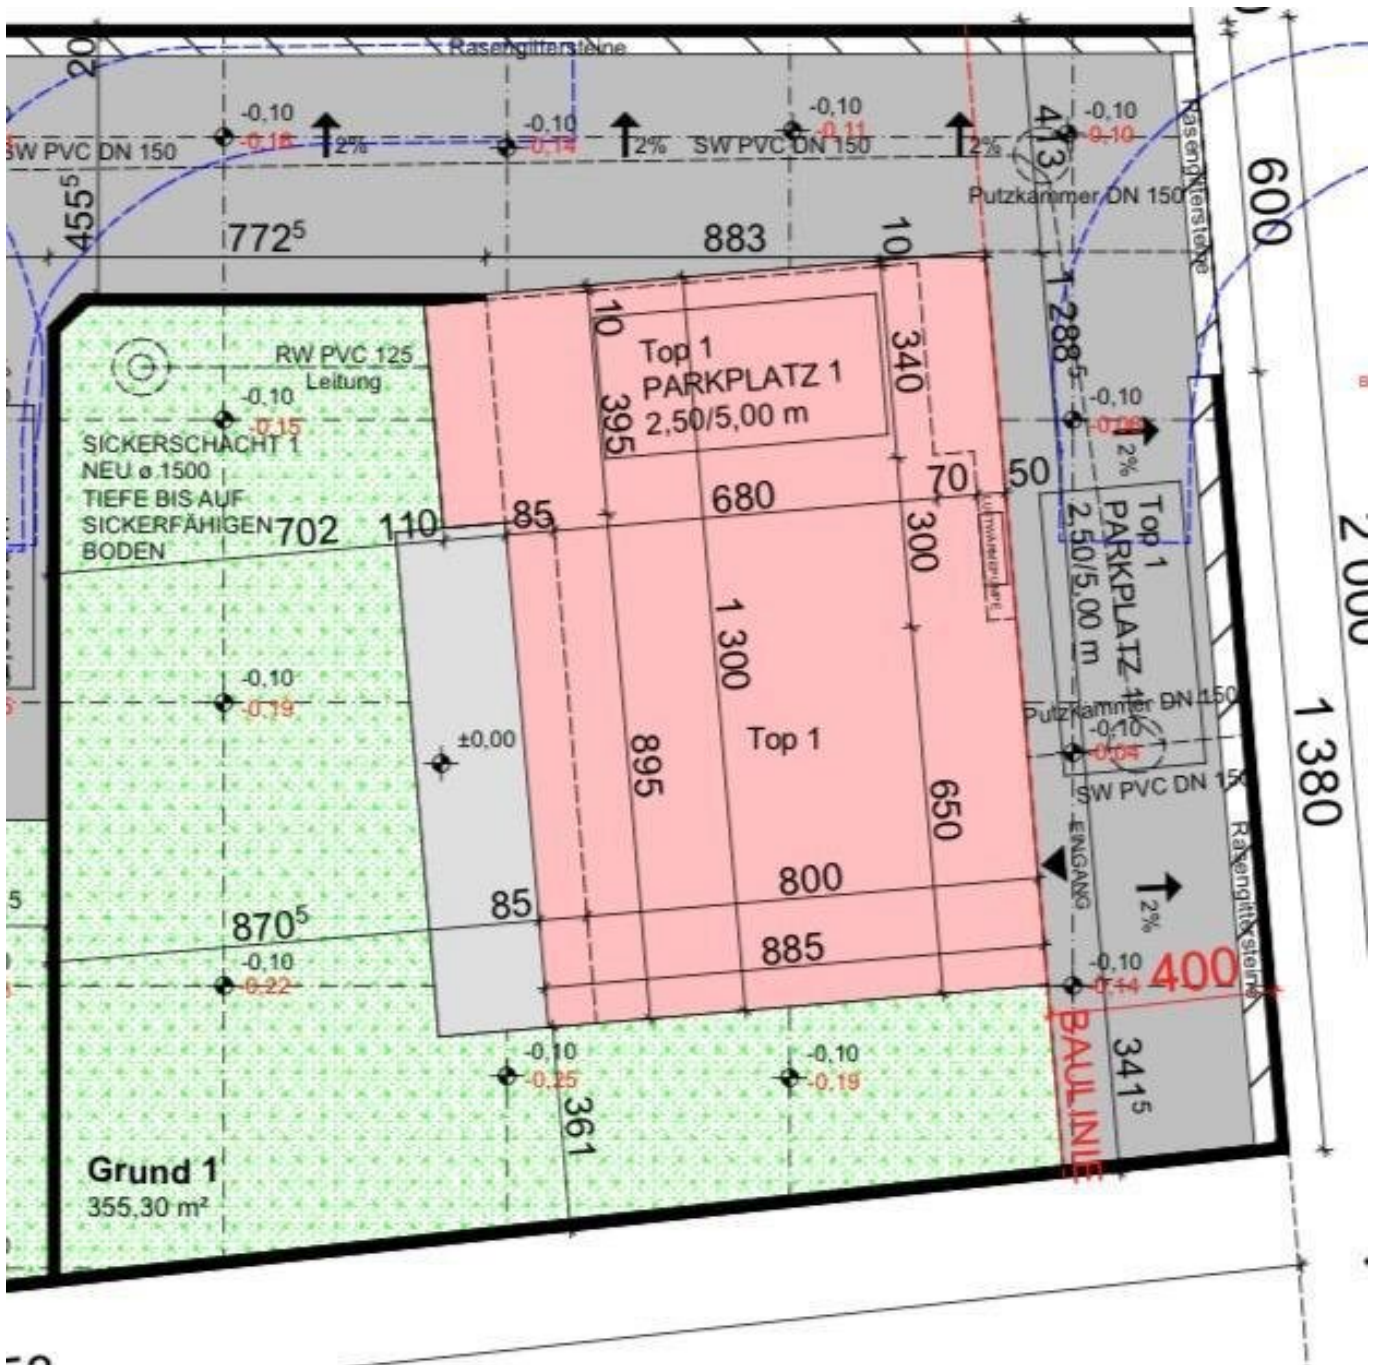 20
Rasengittersteine
-0,10
-0,16
2%
-0,10
-0,14
2%
-0,10
-0,11
2%
413
-0,10
-0,10
SW PVC DN 150
SW PVC DN 150
Putzkammer DN 150
Rasengittersteine
600
455⁵
772⁵
883
10
1 288⁵
10
340
Top 1
PARKPLATZ 1
2,50/5,00 m
395
RW PVC 125
Leitung
-0,10
-0,15
SICKERSCHACHT 1
NEU ø 1500
TIEFE BIS AUF
SICKERFÄHIGEN
BODEN
-0,10
2%
702
110
85
680
70
50
300
Top 1
PARKPLATZ 1
2,50/5,00 m
2 000
1 300
-0,10
-0,19
±0,00
895
Top 1
650
Putzkammer DN 150
-0,10
-0,04
SW PVC DN 150
1 380
EINGANG
2%
Rasengittersteine
800
85
870⁵
885
-0,10
-0,22
-0,10
-0,14
400
BAULINIE
341⁵
-0,10
-0,25
-0,10
-0,19
361
Grund 1
355,30 m²